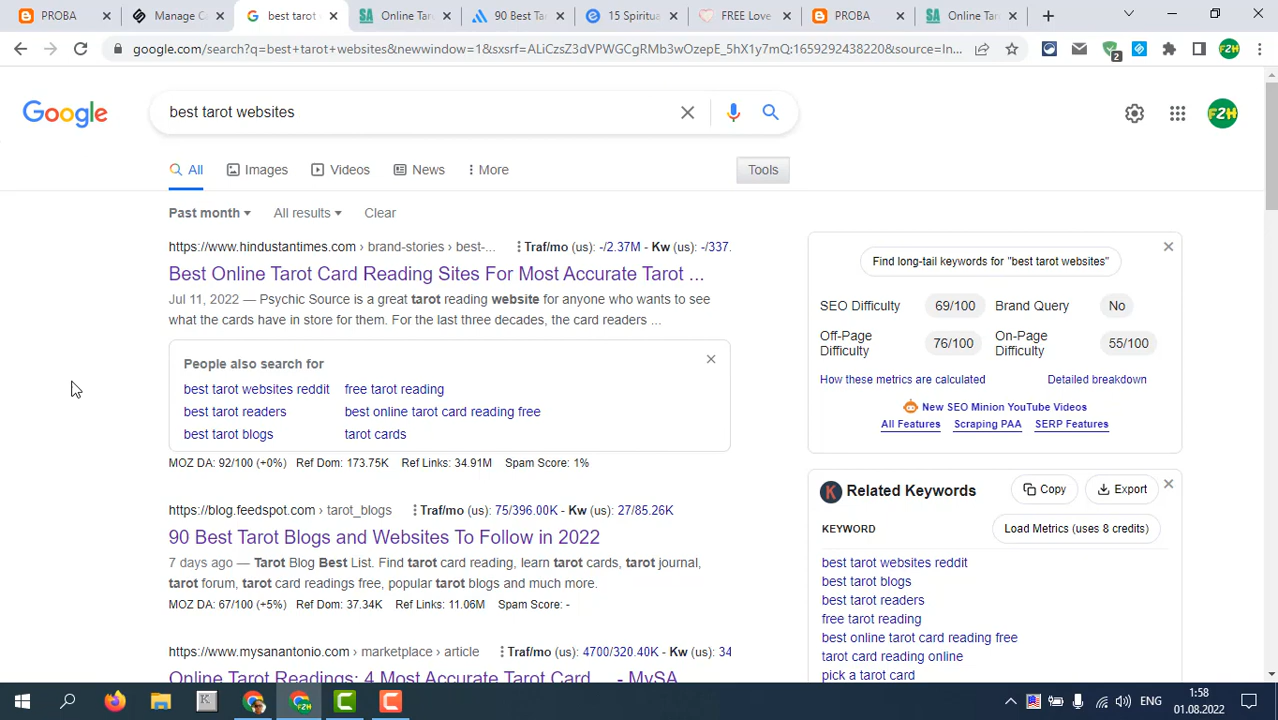 PROBA
Manage C
best tarot
Online Tar
90 Best Ta
15 Spiritua
FREE Love
PROBA
Online Tar
google.com/search?q=best+tarot+websites&newwindow=1&sxsrf=ALiCzsZ3dVPWGCgRMb3wOzepE_5hX1y7mQ:1659292438220&source=ln...
2
F2H
Google
best tarot websites
F2H
All
Images
Videos
News
More
Tools
Past month
All results
Clear
https://www.hindustantimes.com › brand-stories › best-... Traf/mo (us): -/2.37M - Kw (us): -/337.
Best Online Tarot Card Reading Sites For Most Accurate Tarot ...
Jul 11, 2022 — Psychic Source is a great tarot reading website for anyone who wants to see
what the cards have in store for them. For the last three decades, the card readers ...
People also search for
best tarot websites reddit
free tarot reading
best tarot readers
best online tarot card reading free
best tarot blogs
tarot cards
MOZ DA: 92/100 (+0%) Ref Dom: 173.75K Ref Links: 34.91M Spam Score: 1%
https://blog.feedspot.com › tarot_blogs Traf/mo (us): 75/396.00K - Kw (us): 27/85.26K
90 Best Tarot Blogs and Websites To Follow in 2022
7 days ago — Tarot Blog Best List. Find tarot card reading, learn tarot cards, tarot journal,
tarot forum, tarot card readings free, popular tarot blogs and much more.
MOZ DA: 67/100 (+5%) Ref Dom: 37.34K Ref Links: 11.06M Spam Score: -
https://www.mysanantonio.com › marketplace › article Traf/mo (us): 4700/320.40K - Kw (us): 34
Online Tarot Readings: 4 Most Accurate Tarot Card ... - MySA
Find long-tail keywords for "best tarot websites"
SEO Difficulty 69/100 Brand Query No
Off-Page Difficulty 76/100 On-Page Difficulty 55/100
How these metrics are calculated
Detailed breakdown
New SEO Minion YouTube Videos
All Features Scraping PAA SERP Features
K Related Keywords
Copy
Export
KEYWORD
Load Metrics (uses 8 credits)
best tarot websites reddit
best tarot blogs
best tarot readers
free tarot reading
best online tarot card reading free
tarot card reading online
pick a tarot card
K
F2H
ENG
1:58
01.08.2022